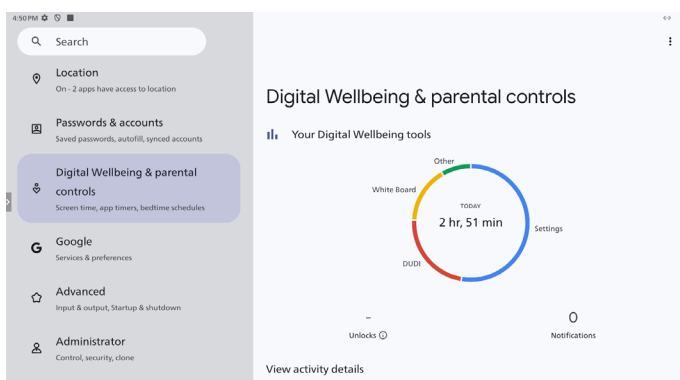 4:50 PM
Search
Location
On - 2 apps have access to location
Passwords & accounts
Saved passwords, autofill, synced accounts
Digital Wellbeing & parental
controls
Screen time, app timers, bedtime schedules
Google
Services & preferences
Advanced
Input & output, Startup & shutdown
Administrator
Control, security, clone
Digital Wellbeing & parental controls
Your Digital Wellbeing tools
Other
White Board
TODAY
2 hr, 51 min
Settings
DUDI
-
0
Unlocks
Notifications
View activity details